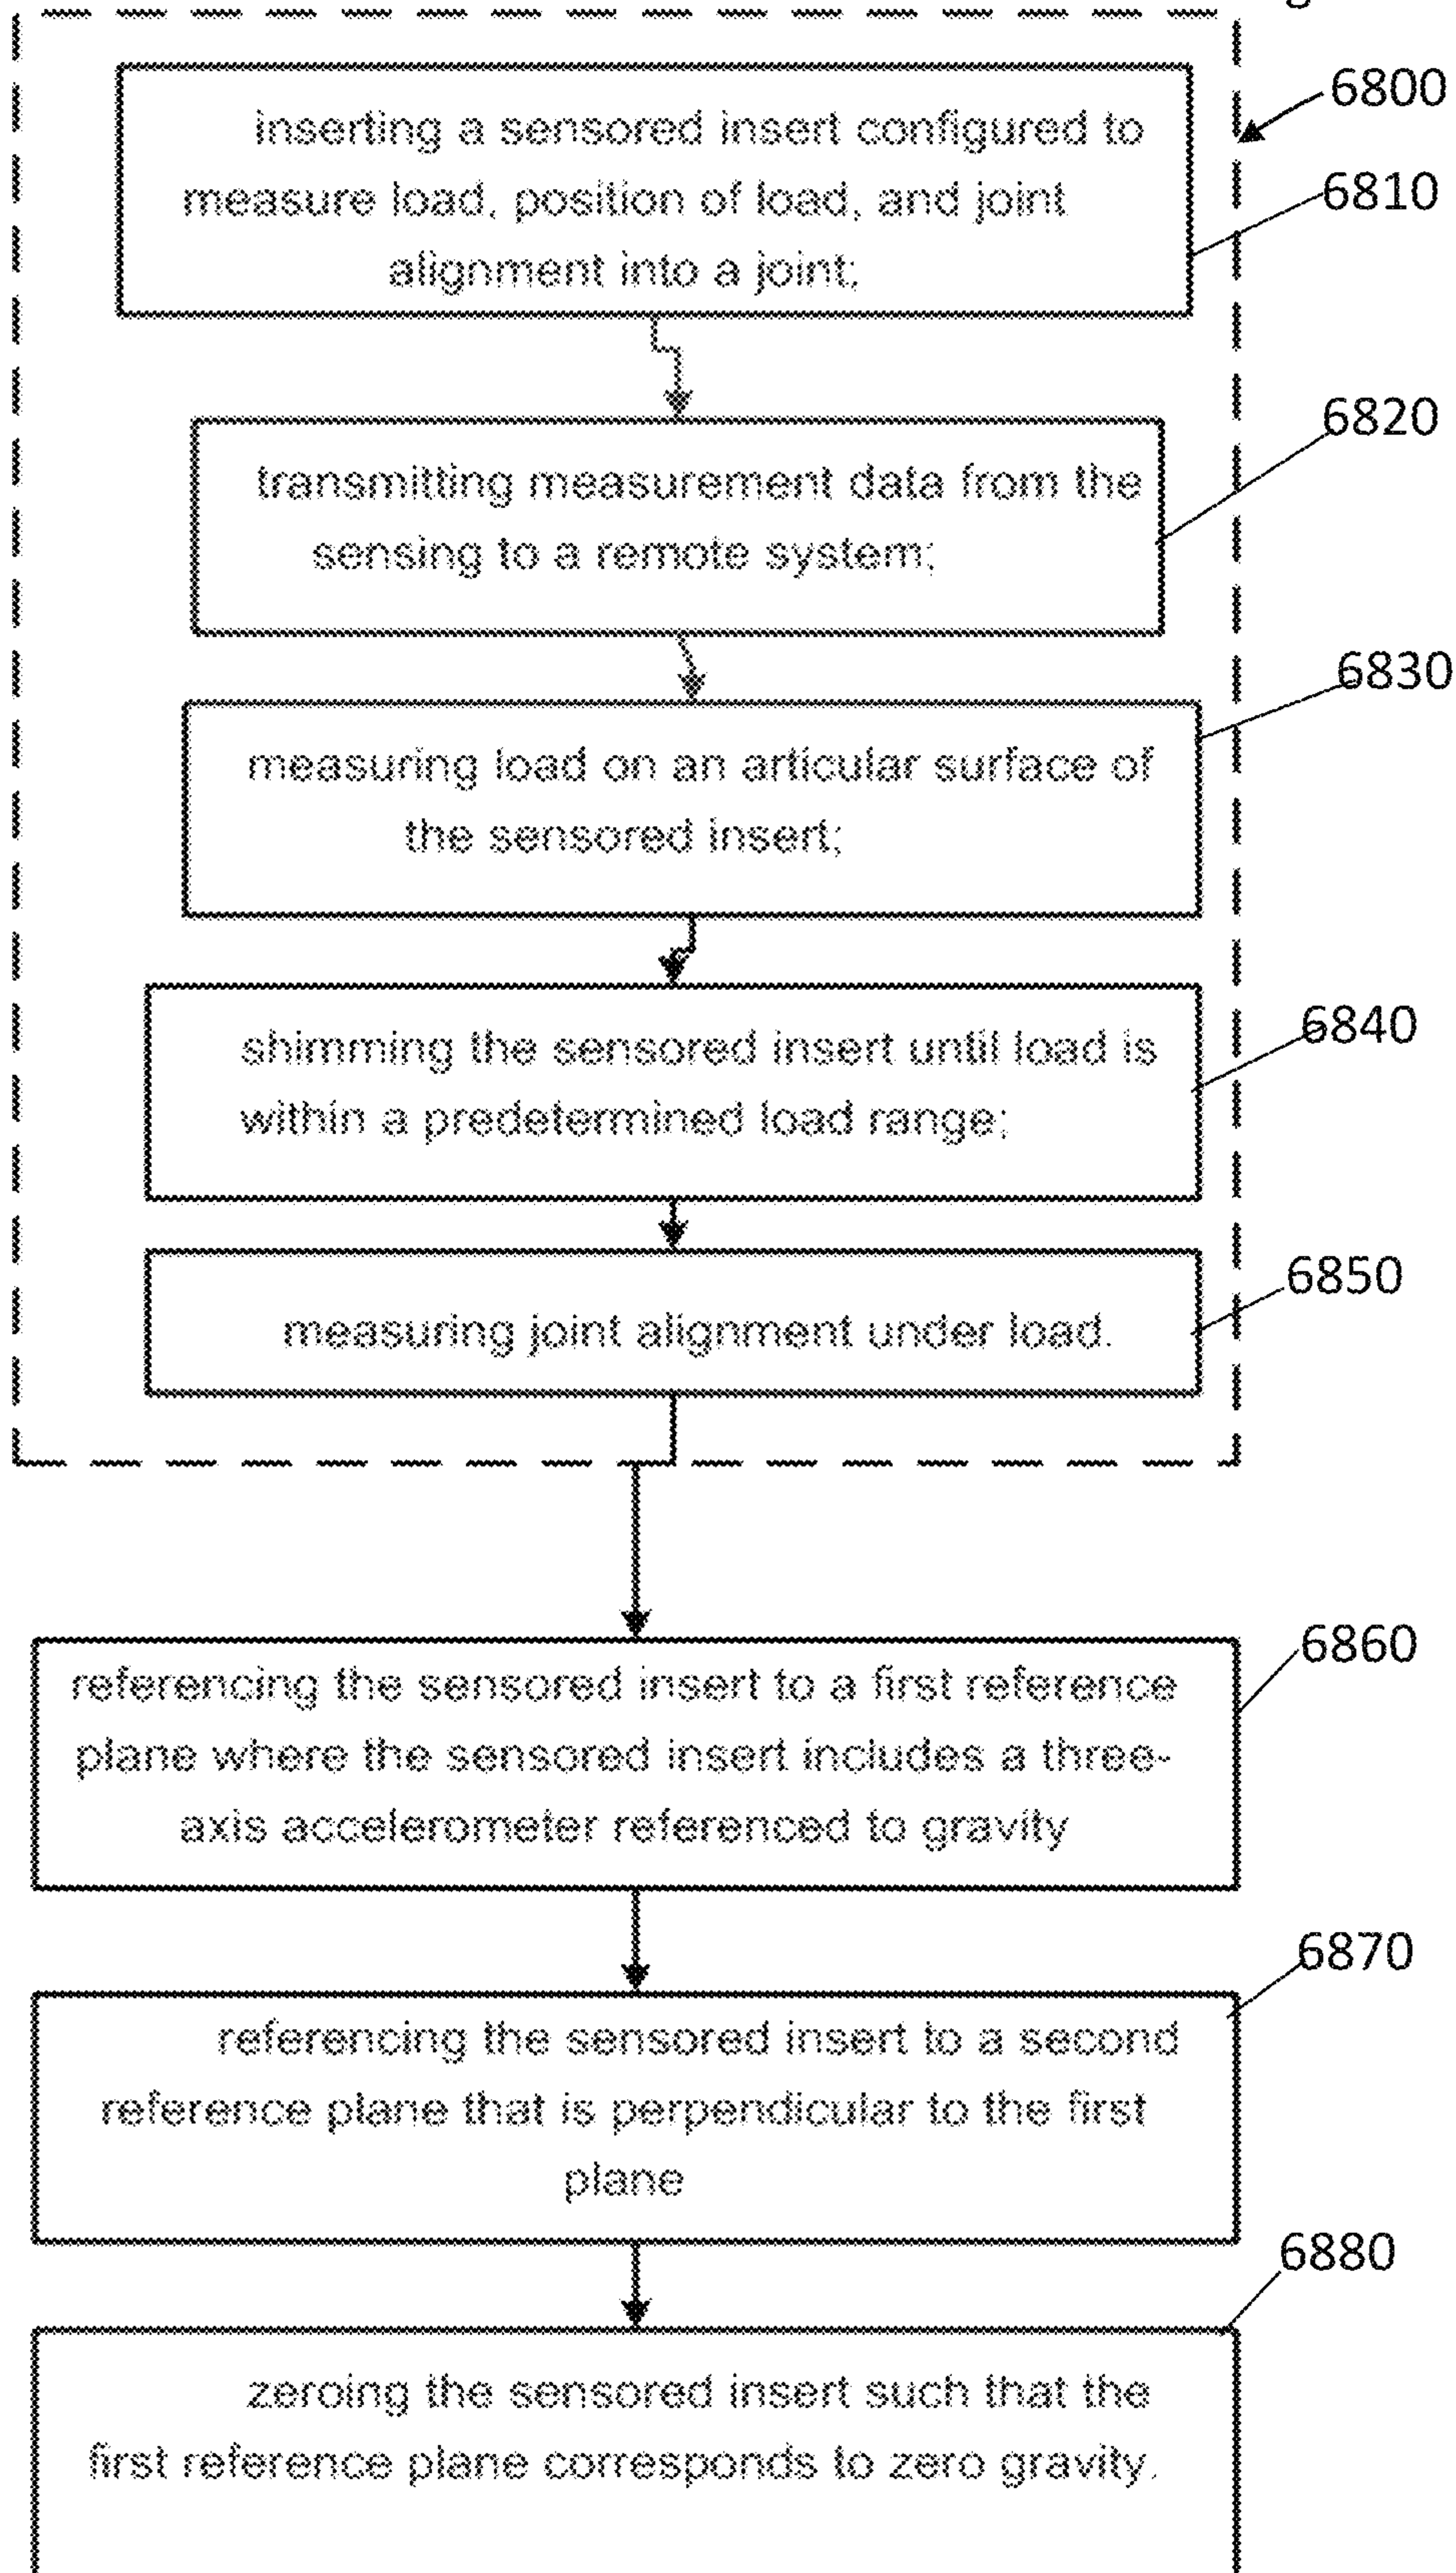 6800
inserting a sensored insert configured to
measure load, position of load, and joint
alignment into a joint;
6810
transmitting measurement data from the
sensing to a remote system;
6820
measuring load on an articular surface of
the sensored insert;
6830
shimming the sensored insert until load is
within a predetermined load range;
6840
measuring joint alignment under load.
6850
referencing the sensored insert to a first reference
plane where the sensored insert includes a three-
axis accelerometer referenced to gravity
6860
referencing the sensored insert to a second
reference plane that is perpendicular to the first
plane
6870
zeroing the sensored insert such that the
first reference plane corresponds to zero gravity.
6880